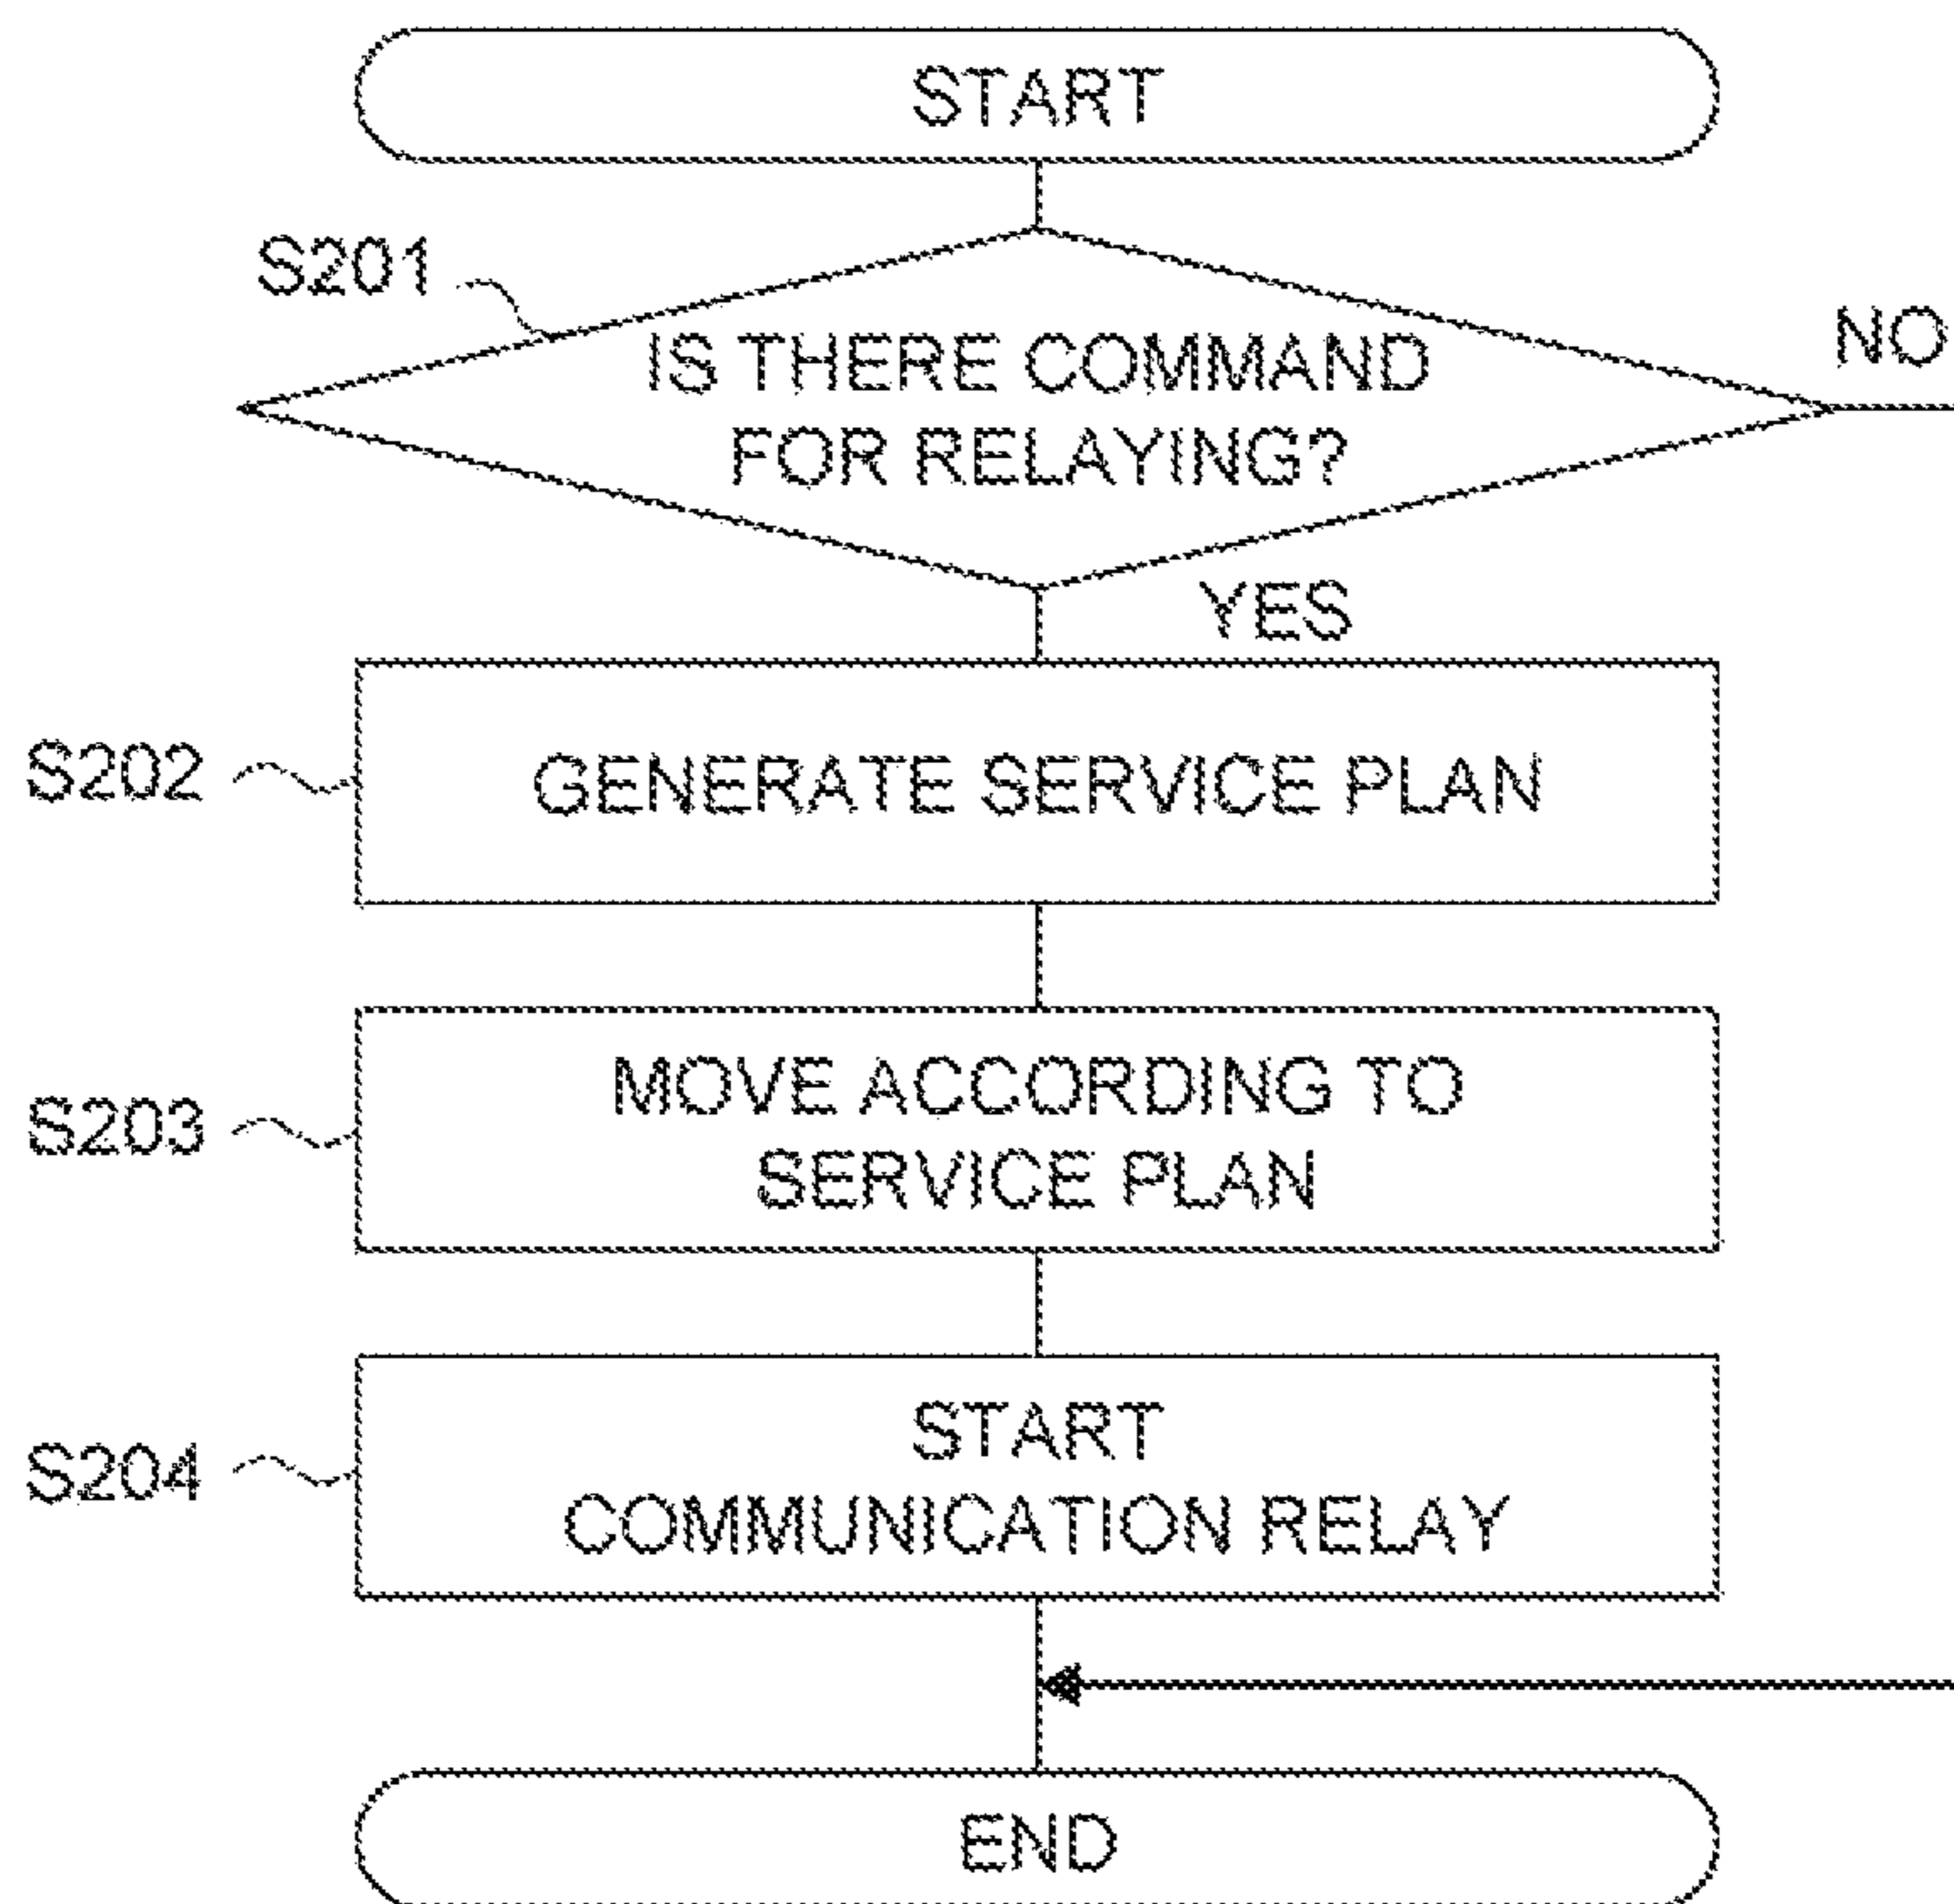 START
S201
IS THERE COMMAND
FOR RELAYING?
NO
YES
S202
GENERATE SERVICE PLAN
S203
MOVE ACCORDING TO
SERVICE PLAN
S204
START
COMMUNICATION RELAY
END